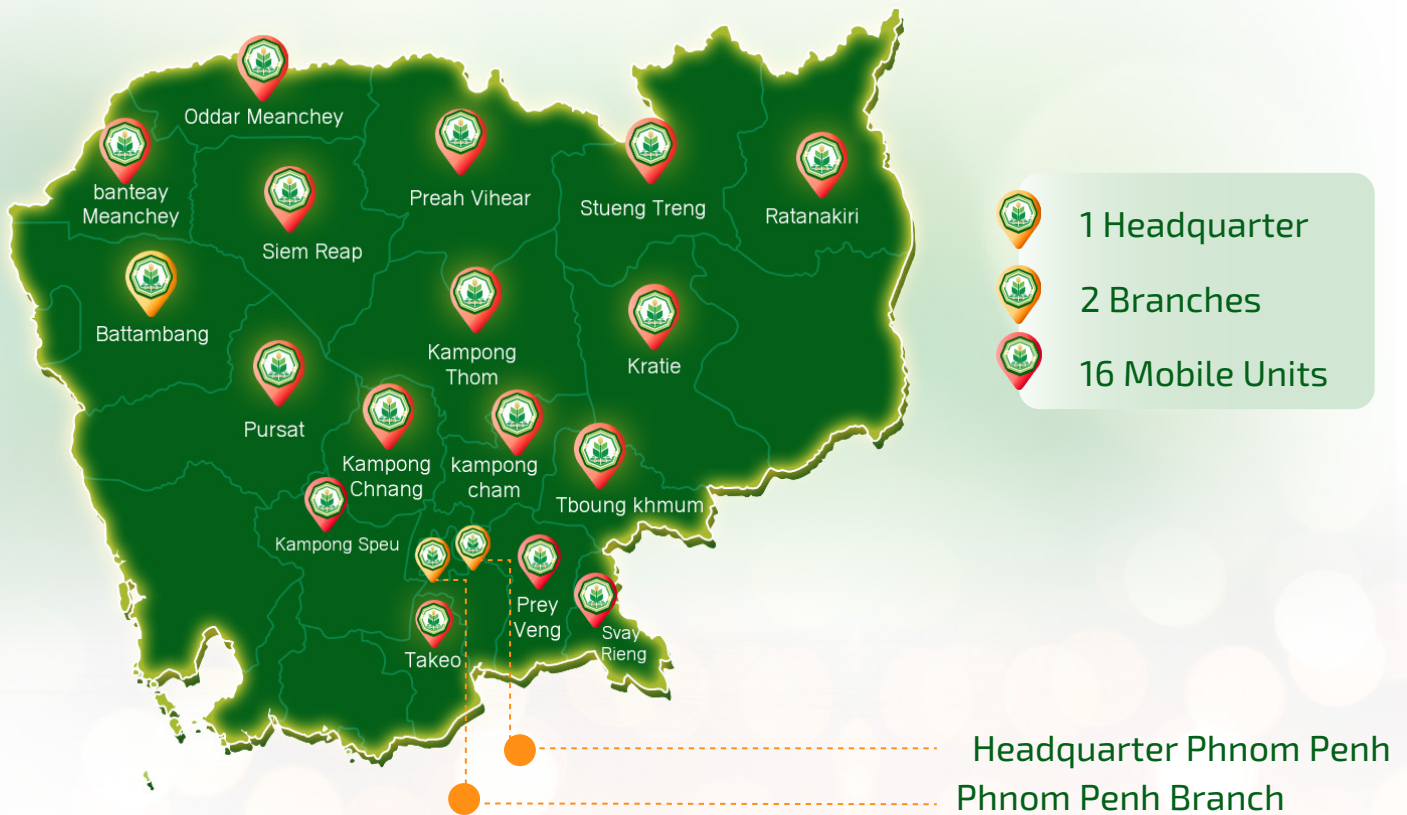 Oddar Meanchey
banteay
Meanchey
Siem Reap
Preah Vihear
Stueng Treng
Ratanakiri
Battambang
Pursat
Kampong
Thom
Kratie
Kampong
Chnang
kampong
cham
Tboung khmum
Kampong Speu
Prey
Veng
Svay
Rieng
Takeo
1 Headquarter
2 Branches
16 Mobile Units
Headquarter Phnom Penh
Phnom Penh Branch